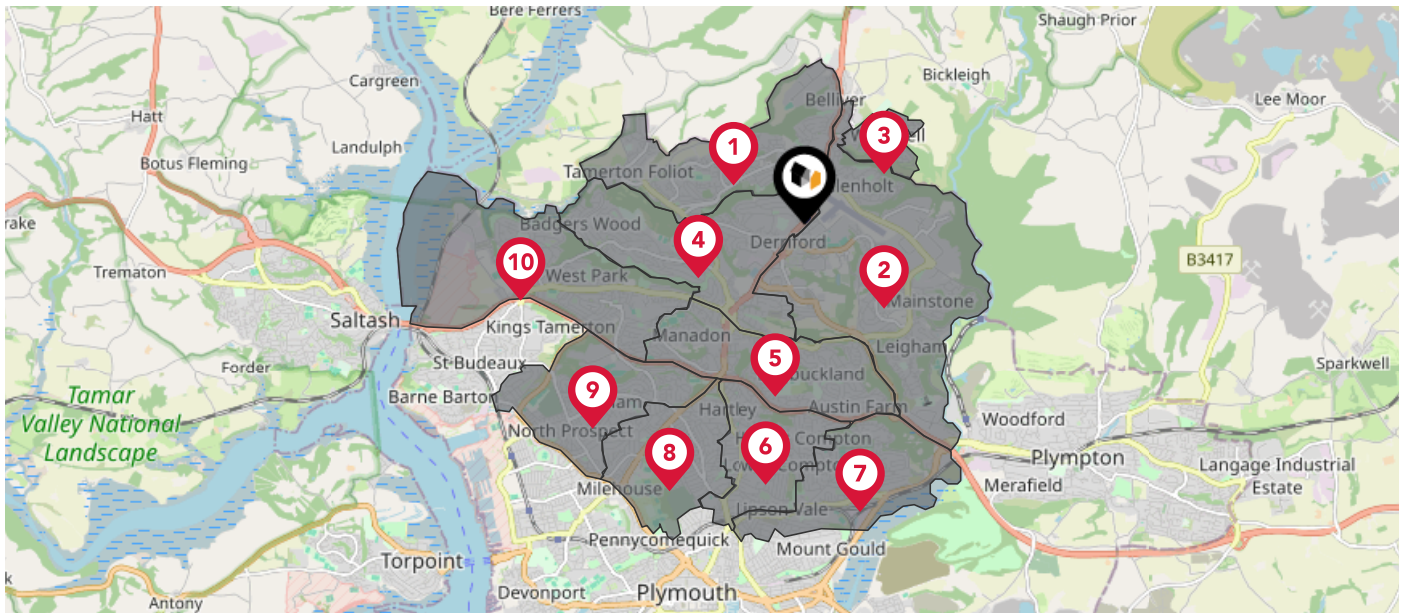 Bere Ferrers
Shaugh Prior
Cargreen
Bickleigh
Belliver
Lee Moor
Hatt
3
Landulph
1
Botus Fleming
Tamerton Foliot
Badgers Wood
4
Derriford
10
2
B3417
Trematon
West Park
Mainstone
Saltash
Kings Tamerton
Manadon
Leigham
St Budeaux
5
Forder
Sparkwell
9
Tamar
Valley National
Landscape
Barne Barton
Hartley
Austin Farm
Woodford
North Prospect
Compton
6
8
Plympton
7
Langage Industrial
Estate
Merafield
Milehouse
Lipson Vale
Pennycomequick
Mount Gould
Torpoint
Devonport
Plymouth
Antony